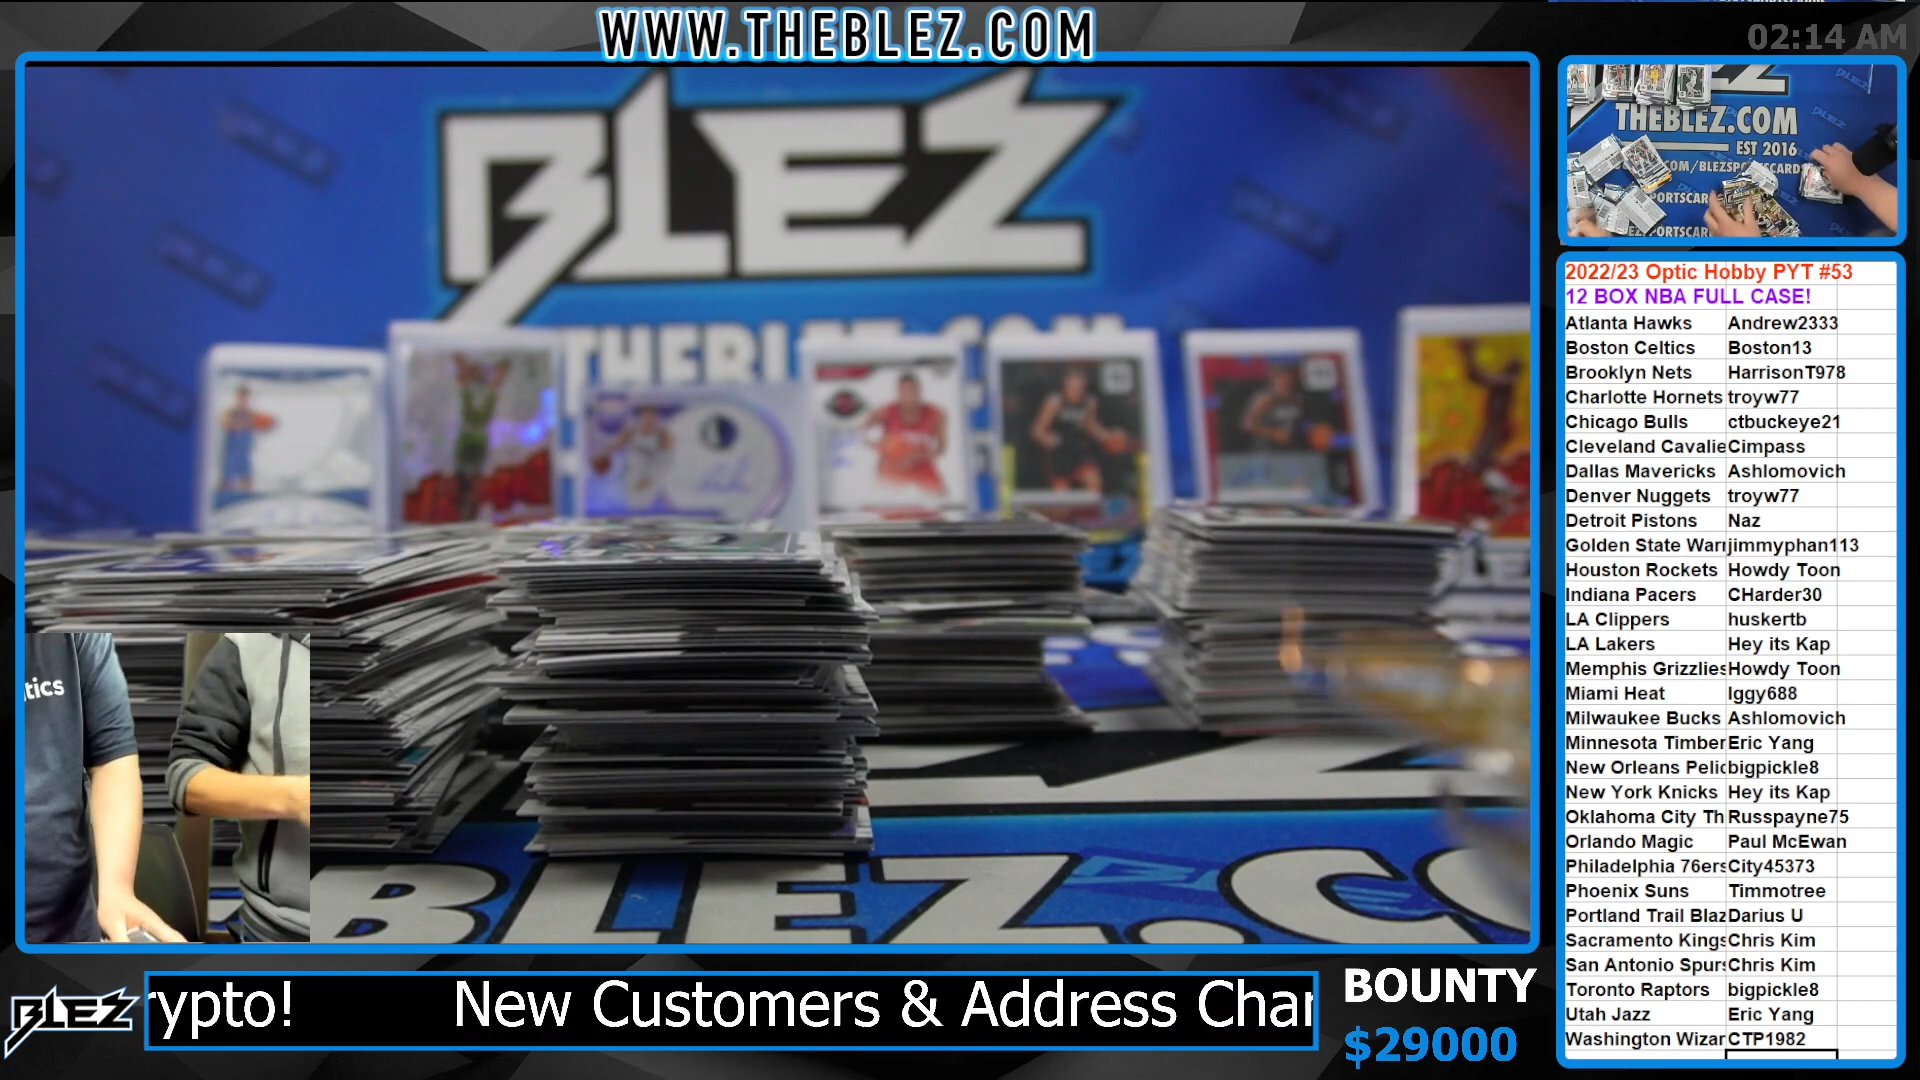 WWW.THEBLEZ.COM
02:14 AM
BLEZ
THEBLEZ.COM
EST 2016
2022/23 Optic Hobby PYT #53
12 BOX NBA FULL CASE!
Atlanta Hawks Andrew2333
Boston Celtics Boston13
Brooklyn Nets HarrisonT978
Charlotte Hornets troyw77
Chicago Bulls ctbuckeye21
Cleveland Cavalie Cimpass
Dallas Mavericks Ashlomovich
Denver Nuggets troyw77
Detroit Pistons Naz
Golden State Warr jimmyphan113
Houston Rockets Howdy Toon
Indiana Pacers CHarder30
LA Clippers huskertb
LA Lakers Hey its Kap
Memphis Grizzlies Howdy Toon
Miami Heat Iggy688
Milwaukee Bucks Ashlomovich
Minnesota Timber Eric Yang
New Orleans Pelic bigpickle8
New York Knicks Hey its Kap
Oklahoma City Th Russpayne75
Orlando Magic Paul McEwan
Philadelphia 76ers City45373
Phoenix Suns Timmotree
Portland Trail Blaz Darius U
Sacramento Kings Chris Kim
San Antonio Spurs Chris Kim
Toronto Raptors bigpickle8
Utah Jazz Eric Yang
Washington Wizar CTP1982
tics
BLEZ.CO
BLEZ
rypto! New Customers & Address Char
BOUNTY
$29000